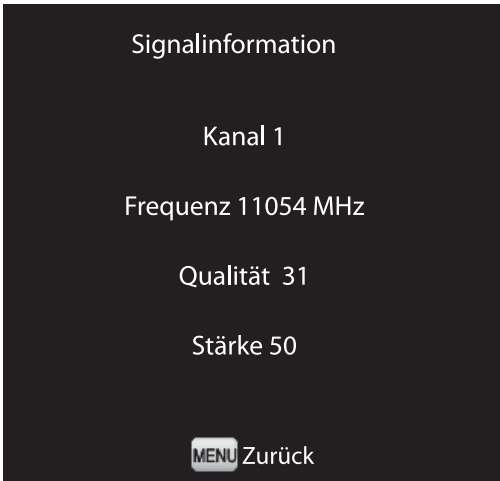 Signalinformation
Kanal 1
Frequenz 11054 MHz
Qualität 31
Stärke 50
MENU Zurück